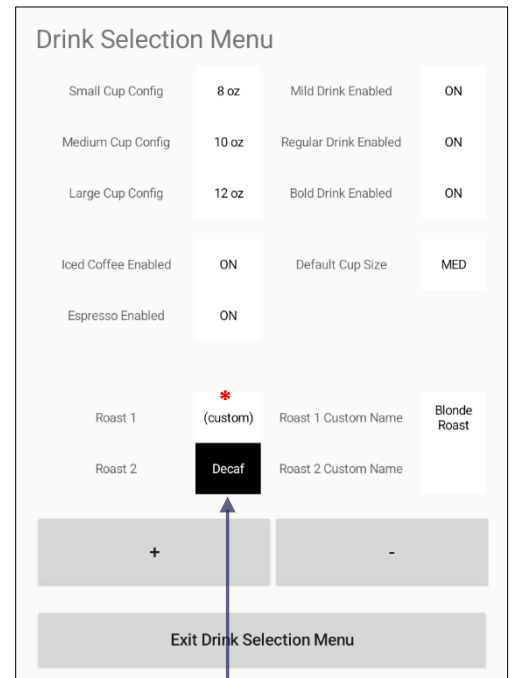 Drink Selection Menu
Small Cup Config 8 oz Mild Drink Enabled ON
Medium Cup Config 10 oz Regular Drink Enabled ON
Large Cup Config 12 oz Bold Drink Enabled ON
Iced Coffee Enabled ON Default Cup Size MED
Espresso Enabled ON
*
Roast 1 (custom) Roast 1 Custom Name Blonde
Roast
Roast 2 Decaf Roast 2 Custom Name
+ -
Exit Drink Selection Menu